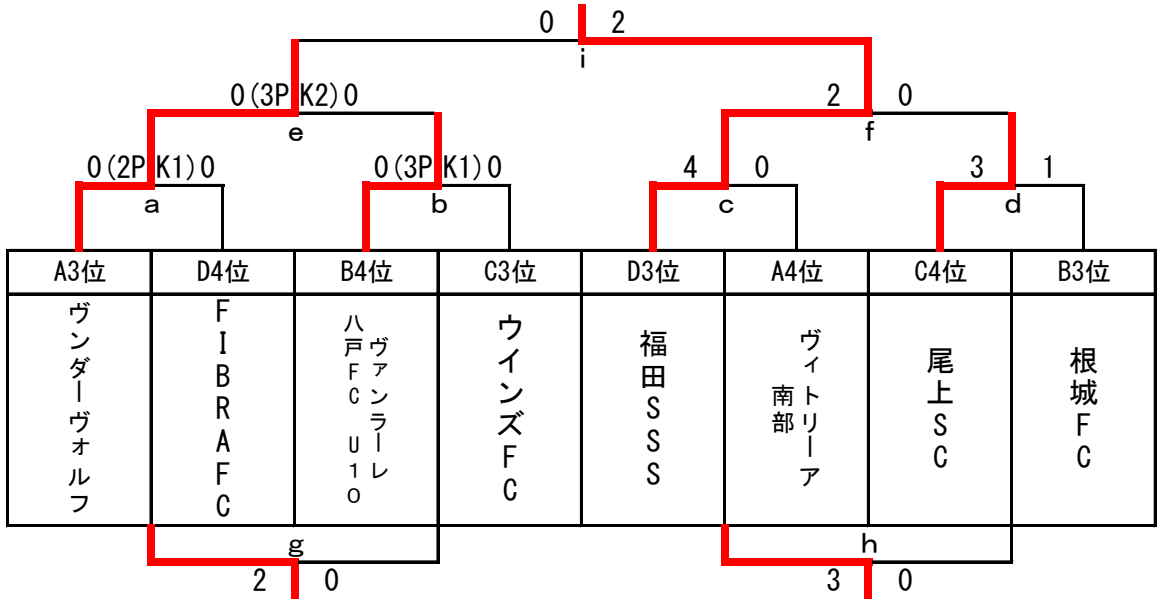 0 2
i
0(3PK2)0 2 0
e f
0(2PK1)0 0(3PK1)0 4 0 3 1
a b c d
A3位 D4位 B4位 C3位 D3位 A4位 C4位 B3位
ヴンダーヴォルフ
FIBRAFC
ヴァンラーレ
八戸FC U10
ウインズFC
福田SSS
ヴィトリーア
南部
尾上SC
根城FC
g h
2 0 3 0